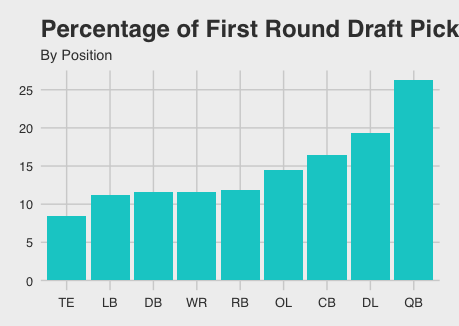 Percentage of First Round Draft Pick
By Position
25
20
15
10
5
0
TE LB DB WR RB OL CB DL QB